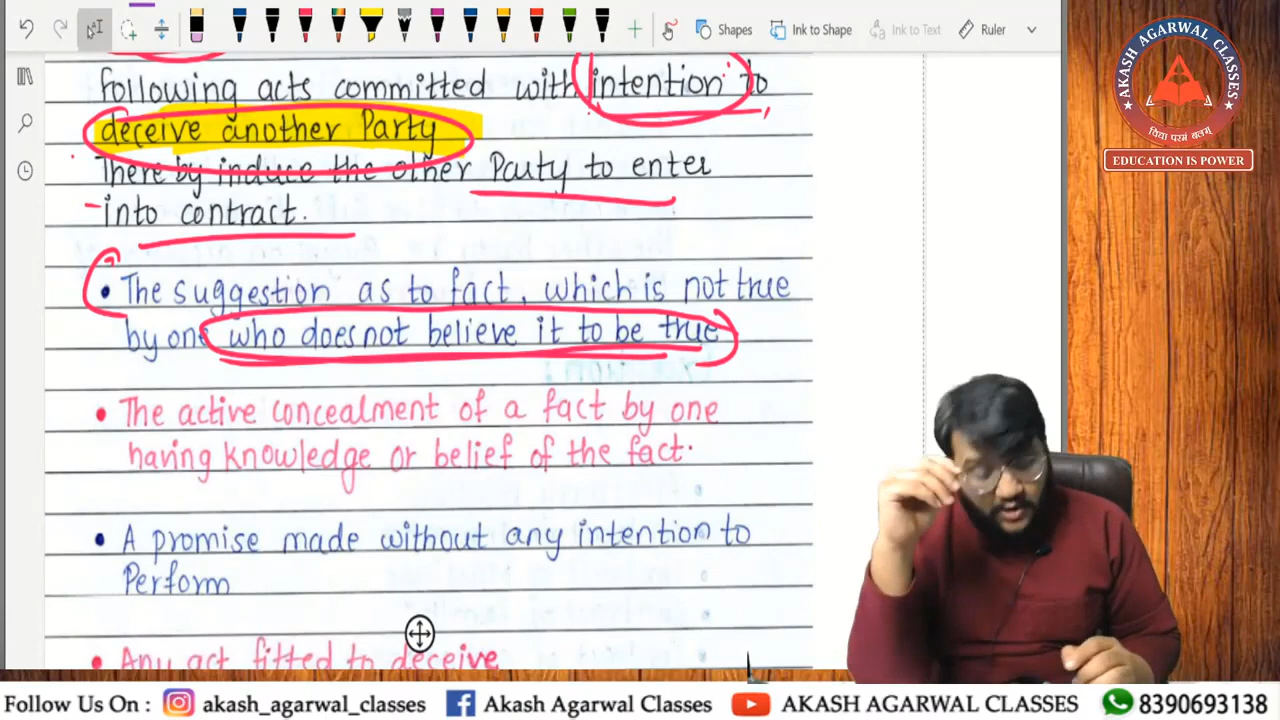 Shapes
Ink to Shape
Ink to Text
Ruler
Following acts committed with intention to
deceive another Party
There by induce the other Party to enter
into contract.
• The suggestion as to fact, which is not true
by one who does not believe it to be true
• The active concealment of a fact by one
having knowledge or belief of the fact.
• A promise made without any intention to
Perform
• Any act fitted to deceive
AKASH AGARWAL CLASSES
विद्या परमं बलम्
EDUCATION IS POWER
Follow Us On : akash_agarwal_classes Akash Agarwal Classes AKASH AGARWAL CLASSES 8390693138